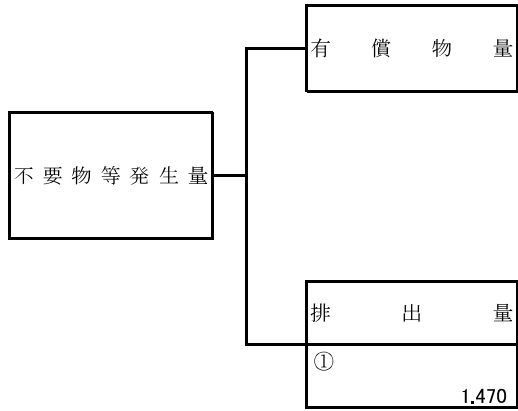 有償物量
不要物等発生量
排出量
①
1.470